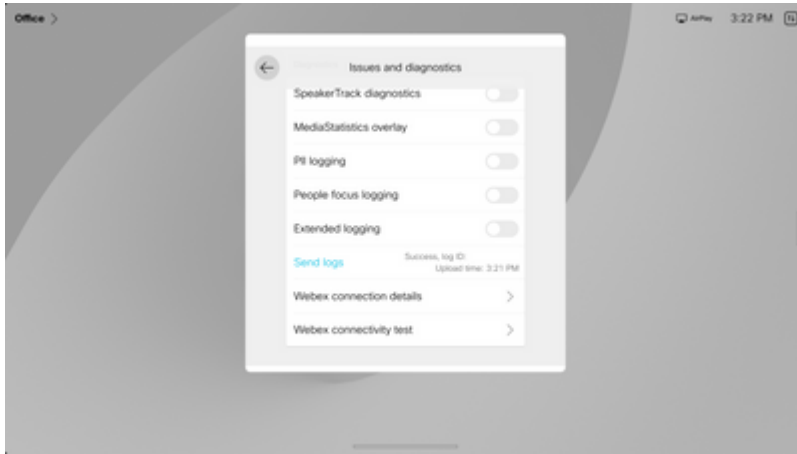 Office
AirPlay 3:22 PM
Issues and diagnostics
SpeakerTrack diagnostics
MediaStatistics overlay
PII logging
People focus logging
Extended logging
Send logs
Success, log ID:
Upload time: 3:21 PM
Webex connection details
Webex connectivity test